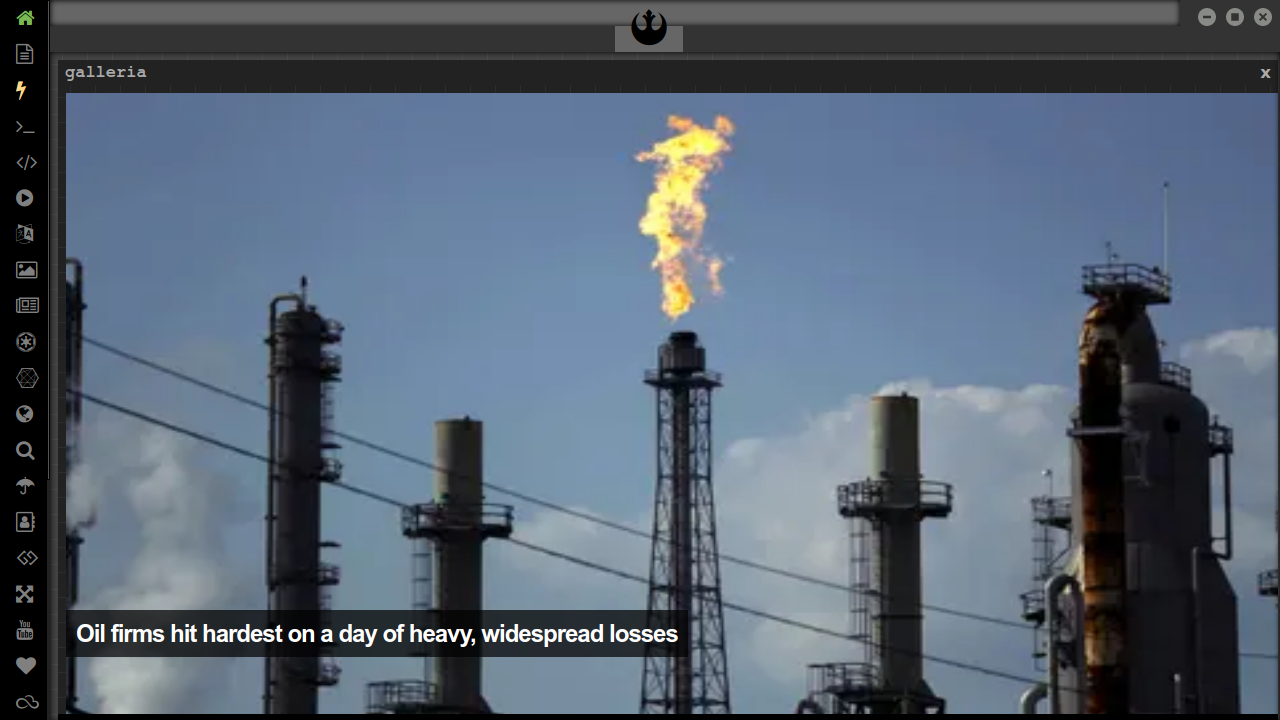 galleria
x
Oil firms hit hardest on a day of heavy, widespread losses
You
Tube